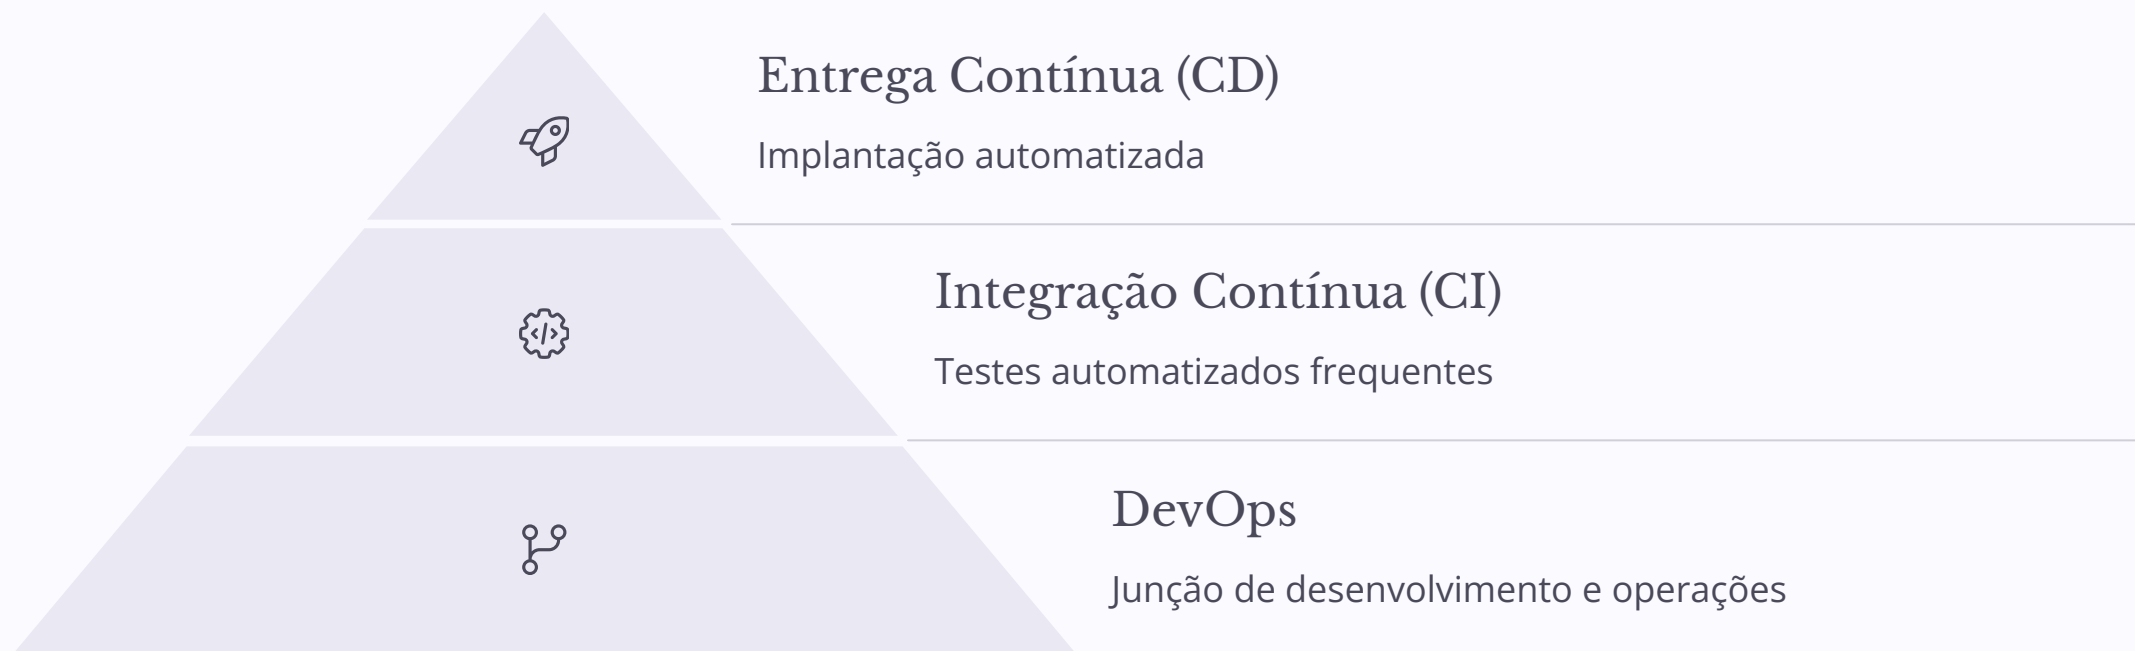 Entrega Contínua (CD)
Implantação automatizada
Integração Contínua (CI)
Testes automatizados frequentes
DevOps
Junção de desenvolvimento e operações